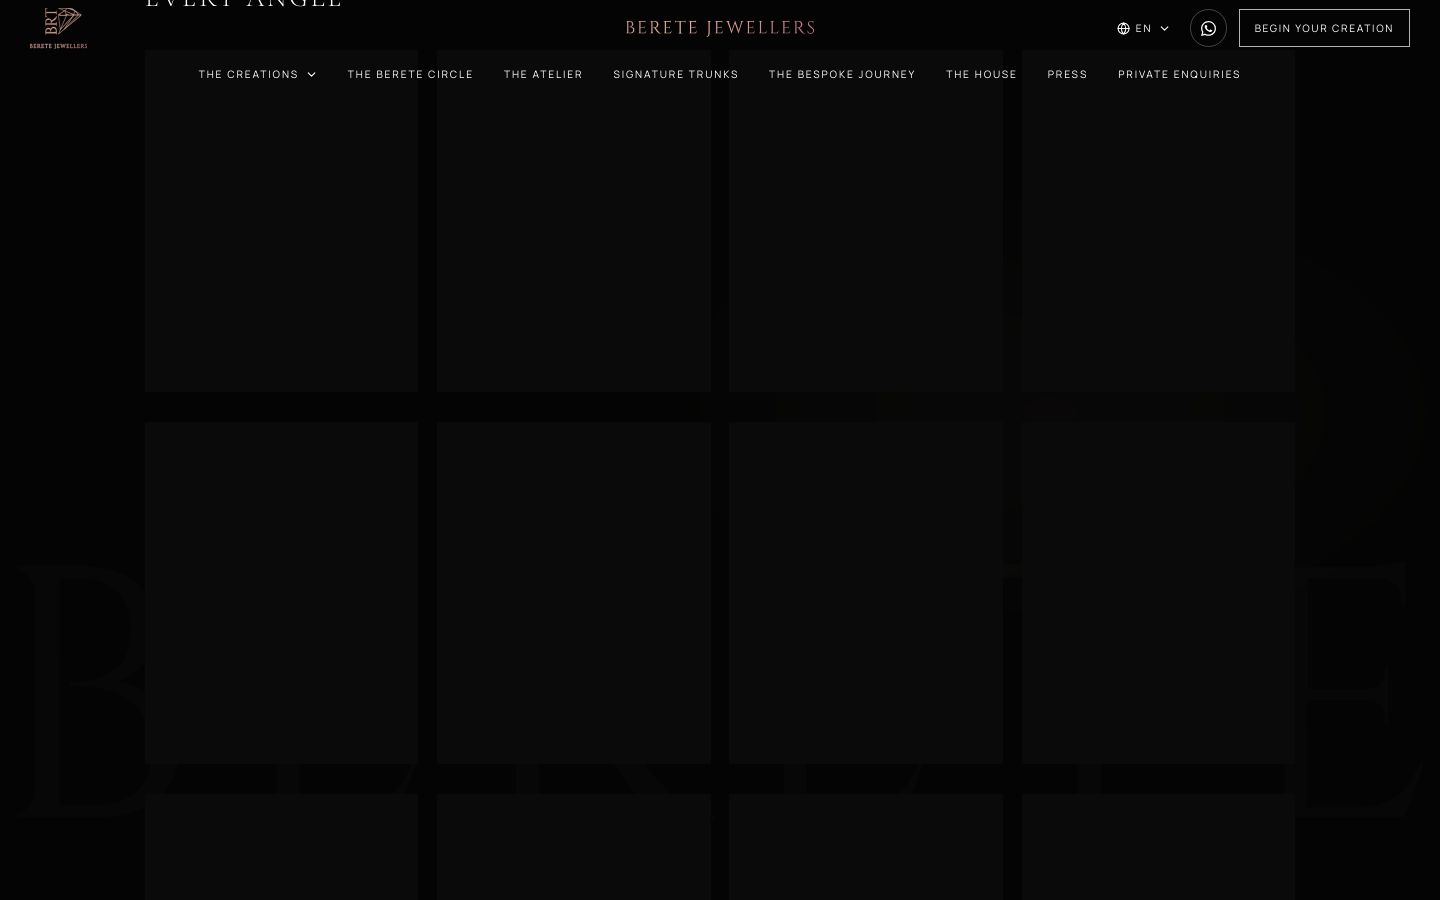 EVERY ANGLE
BRT
BERETE JEWELLERS
BERETE JEWELLERS
EN
BEGIN YOUR CREATION
THE CREATIONS
THE BERETE CIRCLE
THE ATELIER
SIGNATURE TRUNKS
THE BESPOKE JOURNEY
THE HOUSE
PRESS
PRIVATE ENQUIRIES
BERETE